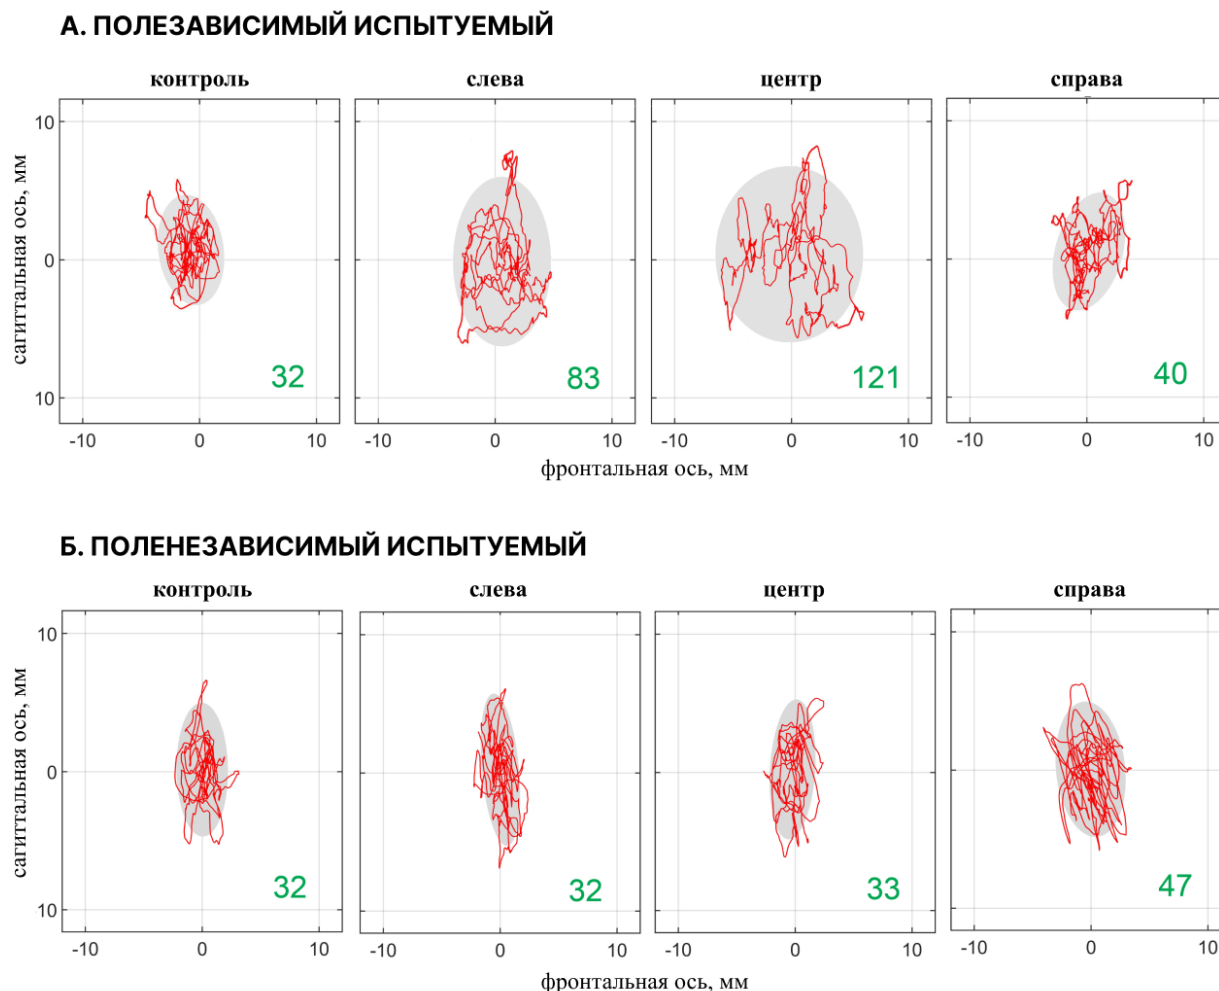 А. ПОЛЕЗАВИСИМЫЙ ИСПЫТУЕМЫЙ
контроль слева центр справа
сагиттальная ось, мм
10
0
10
32 83 121 40
-10 0 10 -10 0 10 -10 0 10 -10 0 10
фронтальная ось, мм
Б. ПОЛЕНЕЗАВИСИМЫЙ ИСПЫТУЕМЫЙ
контроль слева центр справа
сагиттальная ось, мм
10
0
10
32 32 33 47
-10 0 10 -10 0 10 -10 0 10 -10 0 10
фронтальная ось, мм